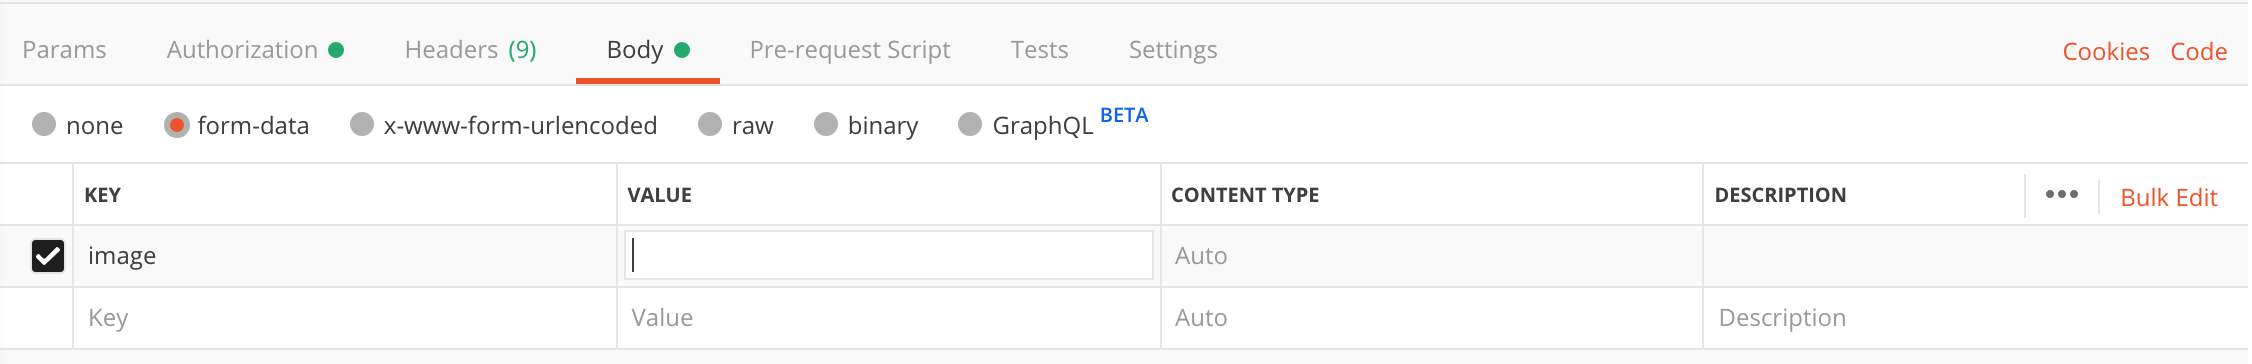 Params Authorization Headers (9) Body Pre-request Script Tests Settings Cookies Code
none form-data x-www-form-urlencoded raw binary GraphQL BETA
KEY VALUE CONTENT TYPE DESCRIPTION ••• Bulk Edit
image Auto
Key Value Auto Description